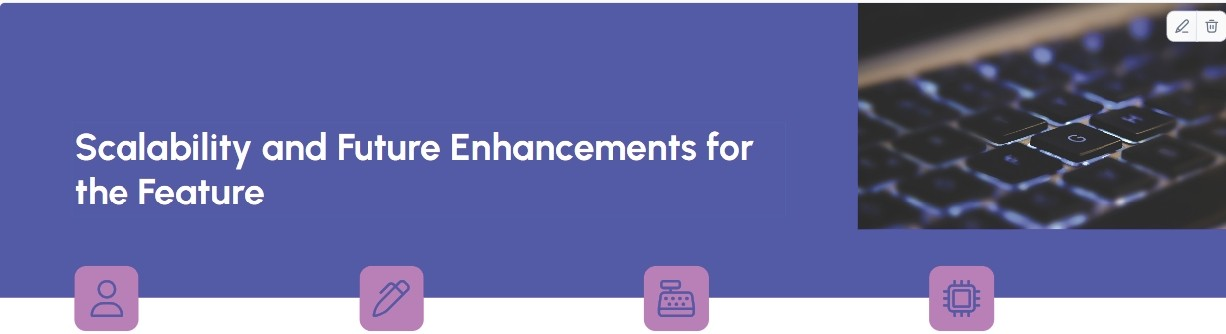 Scalability and Future Enhancements for
the Feature
G
H